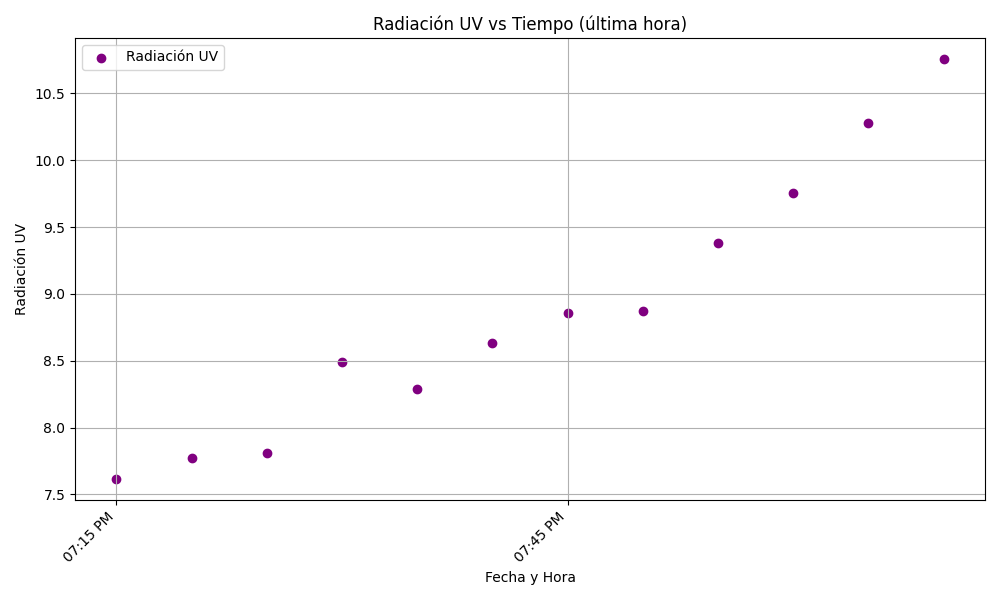 Radiación UV vs Tiempo (última hora)
Radiación UV
10.5
10.0
9.5
9.0
8.5
8.0
7.5
Radiación UV
07:15 PM
07:45 PM
Fecha y Hora